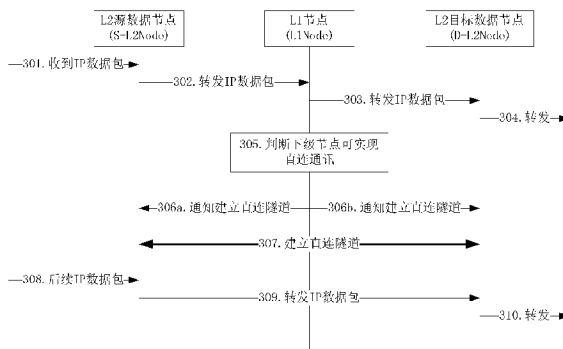 L2源数据节点
(S-L2Node)
L1节点
(L1Node)
L2目标数据节点
(D-L2Node)
301.收到IP数据包
302.转发IP数据包
303.转发IP数据包
304.转发
305.判断下级节点可实现
直连通讯
306a.通知建立直连隧道
306b.通知建立直连隧道
307.建立直连隧道
308.后续IP数据包
309.转发IP数据包
310.转发